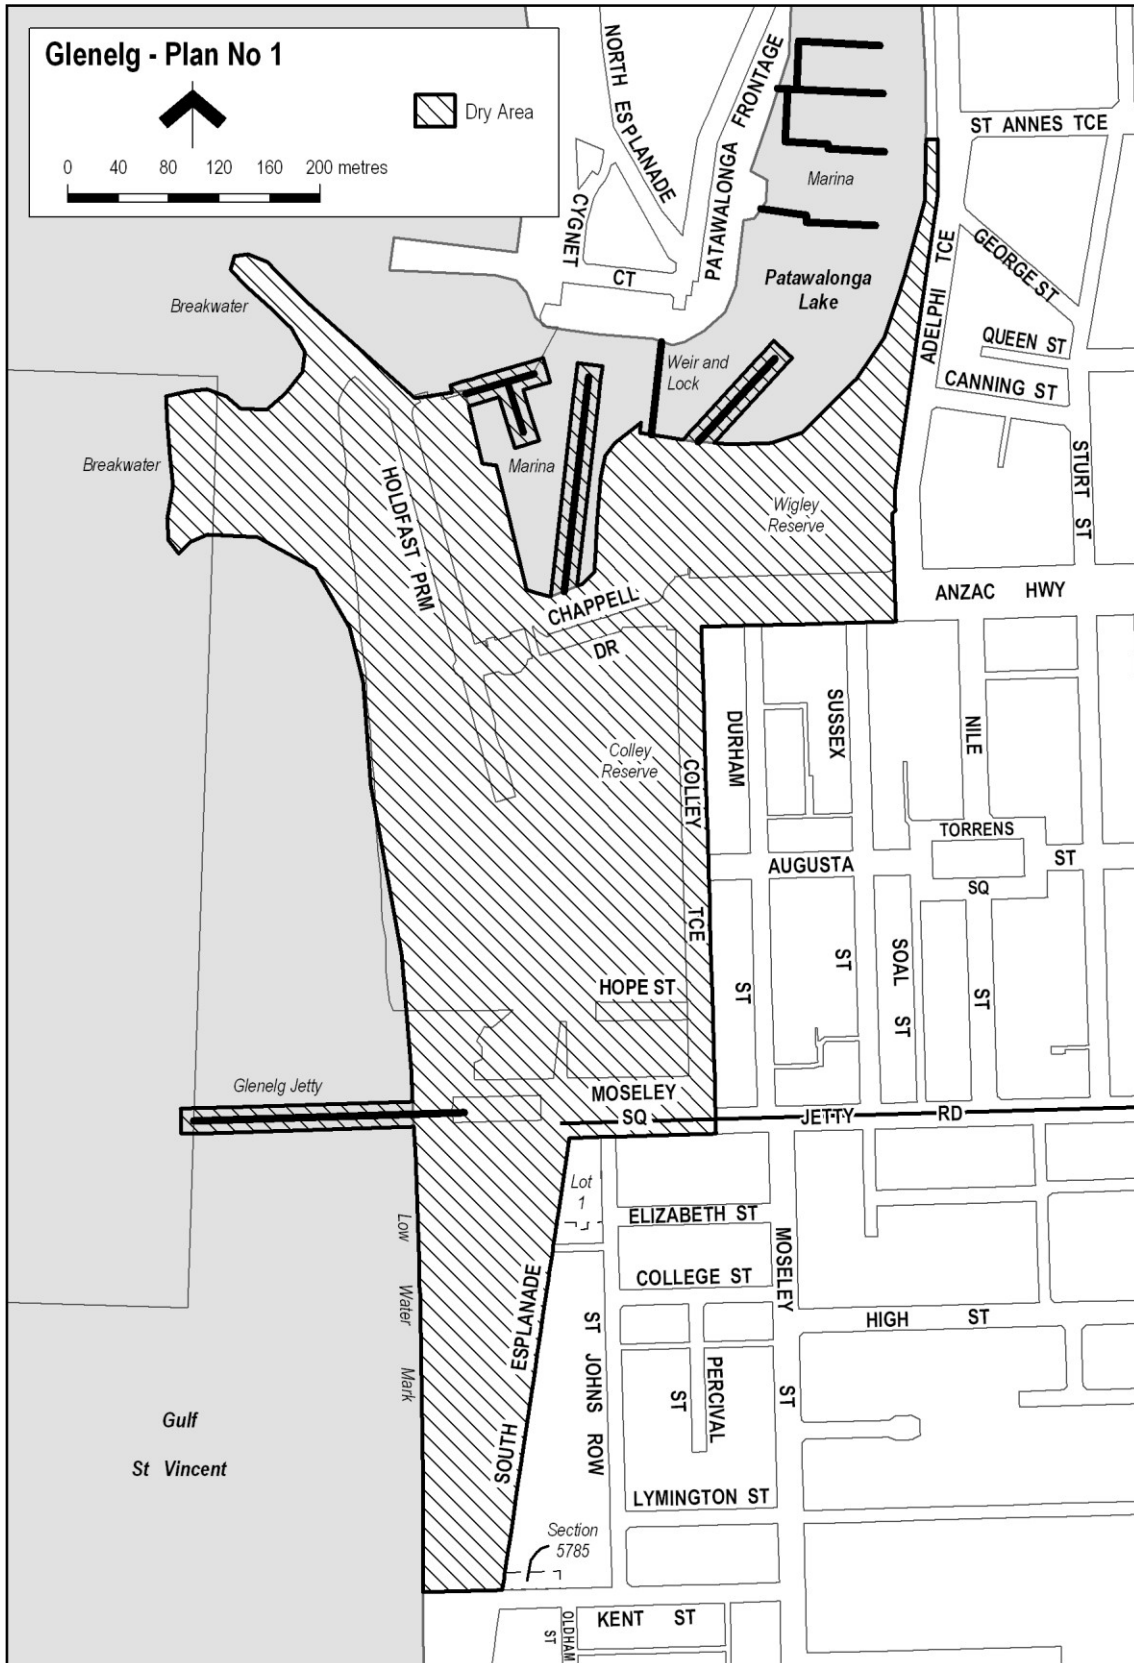 Glenelg - Plan No 1
Dry Area
0 40 80 120 160 200 metres
NORTH ESPLANADE
PATAWALONGA FRONTAGE
ST ANNES TCE
Marina
CYGNET
CT
GEORGE ST
ADELPHI TCE
Patawalonga
Lake
Breakwater
QUEEN ST
Weir and
Lock
CANNING ST
STURT ST
Breakwater
Marina
HOLDFAST PRM
Wigley
Reserve
CHAPPELL
DR
ANZAC HWY
DURHAM
SUSSEX
NILE
Colley
Reserve
COLLEY
TORRENS
AUGUSTA
ST
SQ
TCE
ST
ST
SOAL ST
ST
HOPE ST
Glenelg Jetty
MOSELEY
SQ
JETTY RD
Lot
1
ELIZABETH ST
Low Water Mark
MOSELEY
COLLEGE ST
SOUTH ESPLANADE
HIGH ST
ST JOHNS ROW
PERCIVAL
ST
ST
Gulf
St Vincent
LYMINGTON ST
Section
5785
KENT ST
OLDHAM
ST